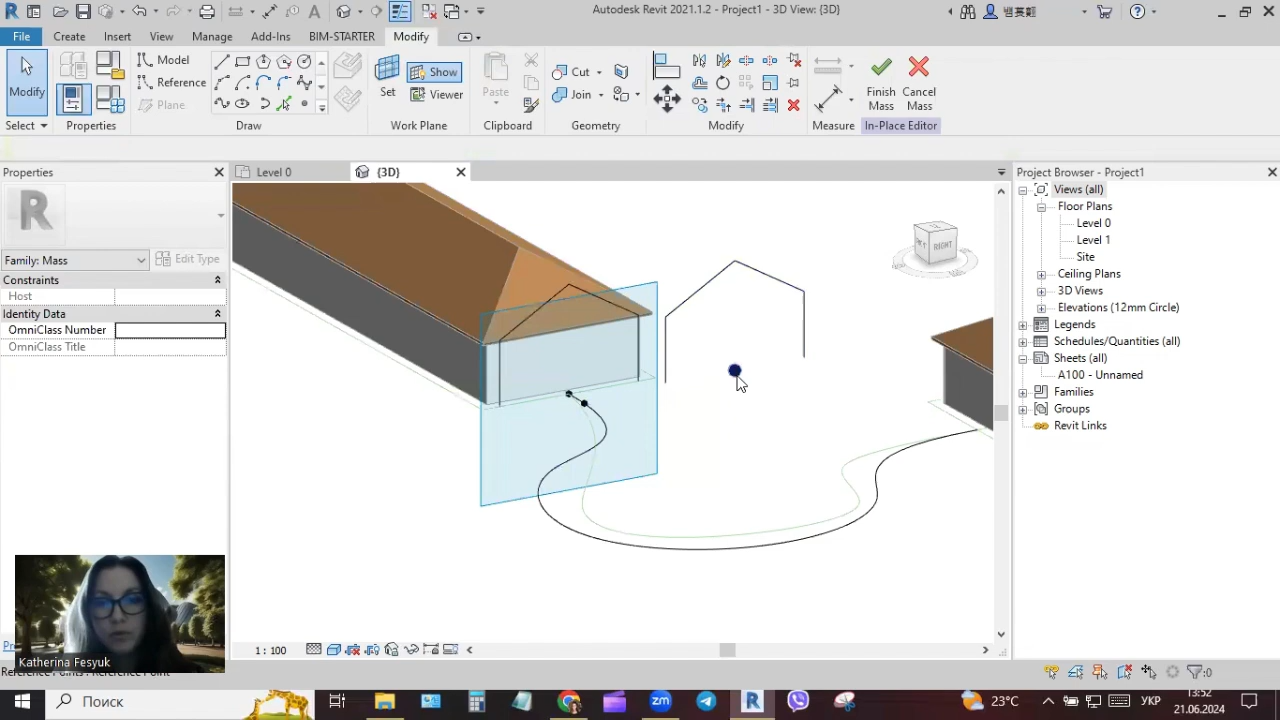 Autodesk Revit 2021.1.2 - Project1 - 3D View: {3D}
File Create Insert View Manage Add-Ins BIM-STARTER Modify
Modify
Select
Properties
Model
Reference
Plane
Draw
Set
Show
Viewer
Work Plane
Paste
Clipboard
Cut
Join
Geometry
Modify
Measure
Finish Mass
Cancel Mass
In-Place Editor
Properties
Level 0
{3D}
Project Browser - Project1
Family: Mass
Edit Type
Constraints
Host
Identity Data
OmniClass Number
OmniClass Title
RIGHT
Views (all)
Floor Plans
Level 0
Level 1
Site
Ceiling Plans
3D Views
Elevations (12mm Circle)
Legends
Schedules/Quantities (all)
Sheets (all)
A100 - Unnamed
Families
Groups
Revit Links
Katherina Fesyuk
1 : 100
:0
Поиск
zm
23°C
УКР
13:52
21.06.2024